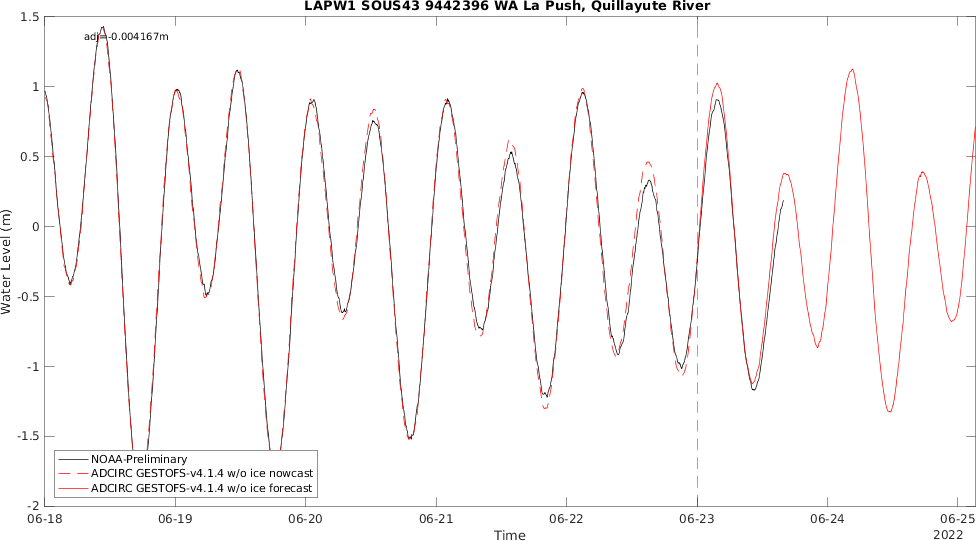 LAPW1 SOUS43 9442396 WA La Push, Quillayute River
adj=-0.004167m
1.5
1
0.5
0
-0.5
-1
-1.5
-2
Water Level (m)
NOAA-Preliminary
ADCIRC GESTOFS-v4.1.4 w/o ice nowcast
ADCIRC GESTOFS-v4.1.4 w/o ice forecast
06-18 06-19 06-20 06-21 06-22 06-23 06-24 06-25
Time
2022